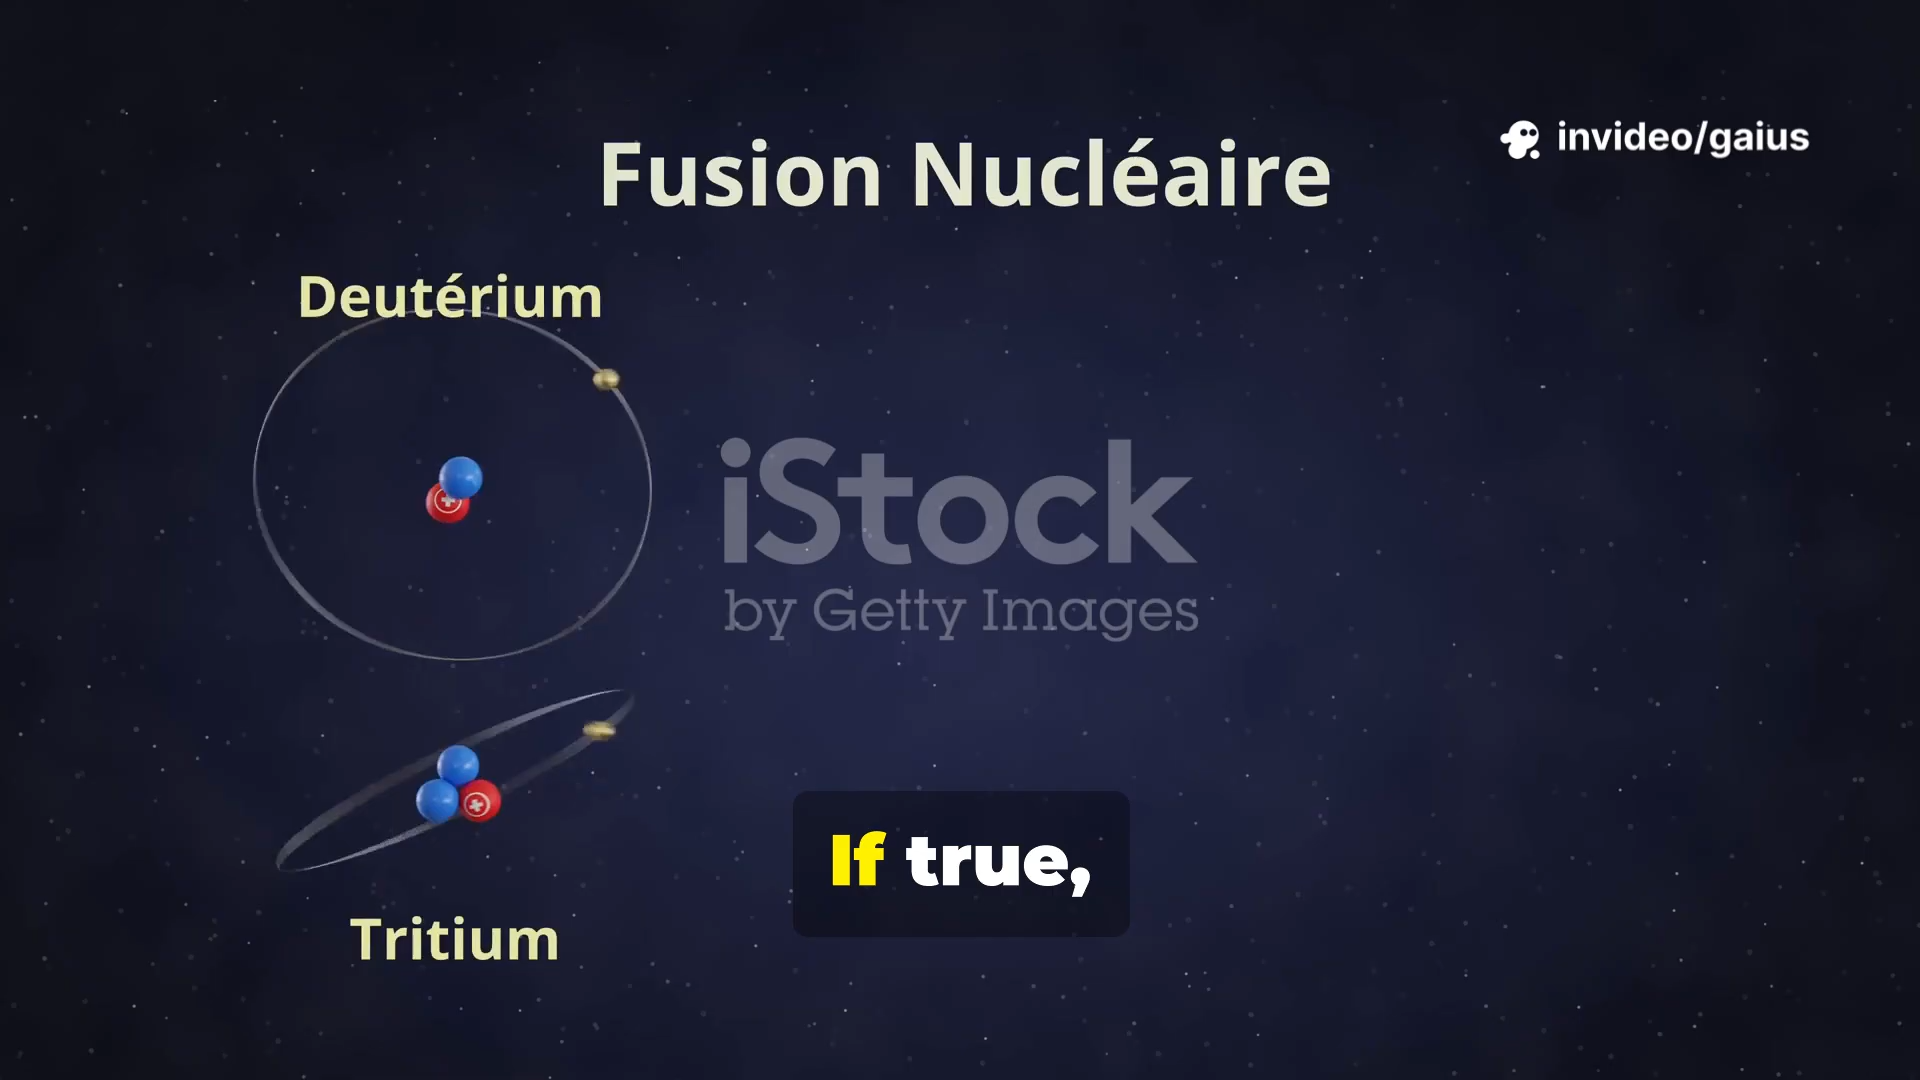 invideo/gaius
Fusion Nucléaire
Deutérium
iStock
by Getty Images
If true,
Tritium